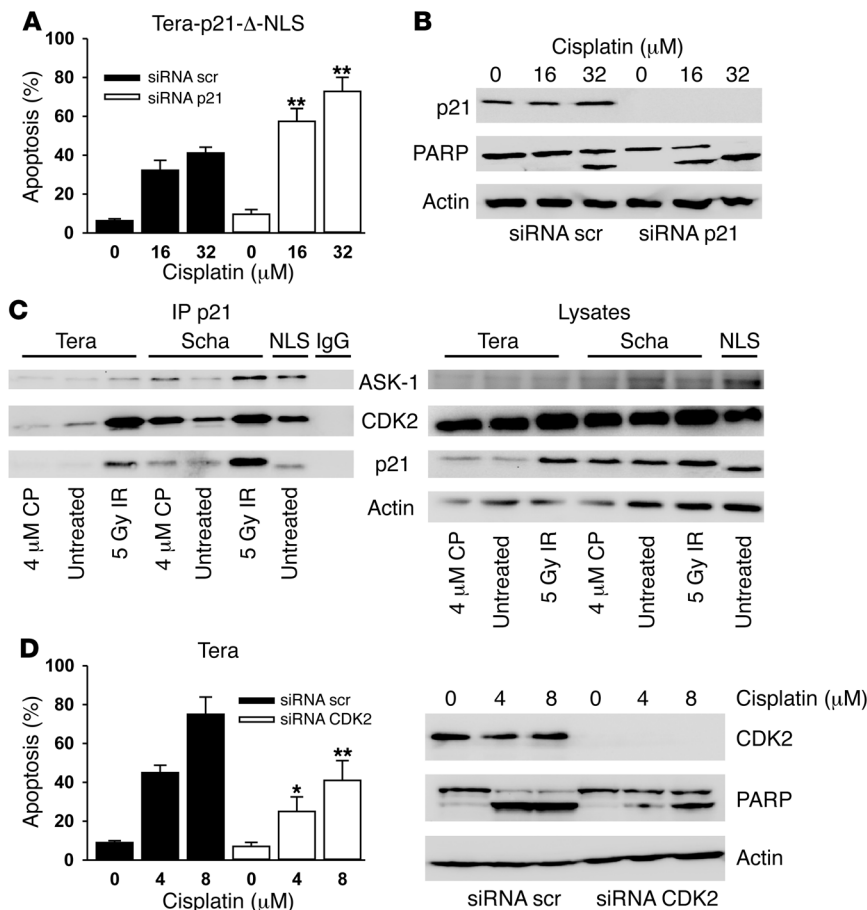 A
Tera-p21-Δ-NLS
Apoptosis (%)
100
80
60
40
20
0
siRNA scr
siRNA p21
**
**
0 16 32 0 16 32
Cisplatin (μM)
B
Cisplatin (μM)
0 16 32 0 16 32
p21
PARP
Actin
siRNA scr siRNA p21
C
IP p21
Tera Scha NLS IgG
Lysates
Tera Scha NLS
ASK-1
CDK2
p21
Actin
4 μM CP
Untreated
5 Gy IR
4 μM CP
Untreated
5 Gy IR
Untreated
4 μM CP
Untreated
5 Gy IR
4 μM CP
Untreated
5 Gy IR
Untreated
D
Tera
Apoptosis (%)
100
80
60
40
20
0
siRNA scr
siRNA CDK2
*
**
0 4 8 0 4 8
Cisplatin (μM)
0 4 8 0 4 8 Cisplatin (μM)
CDK2
PARP
Actin
siRNA scr siRNA CDK2